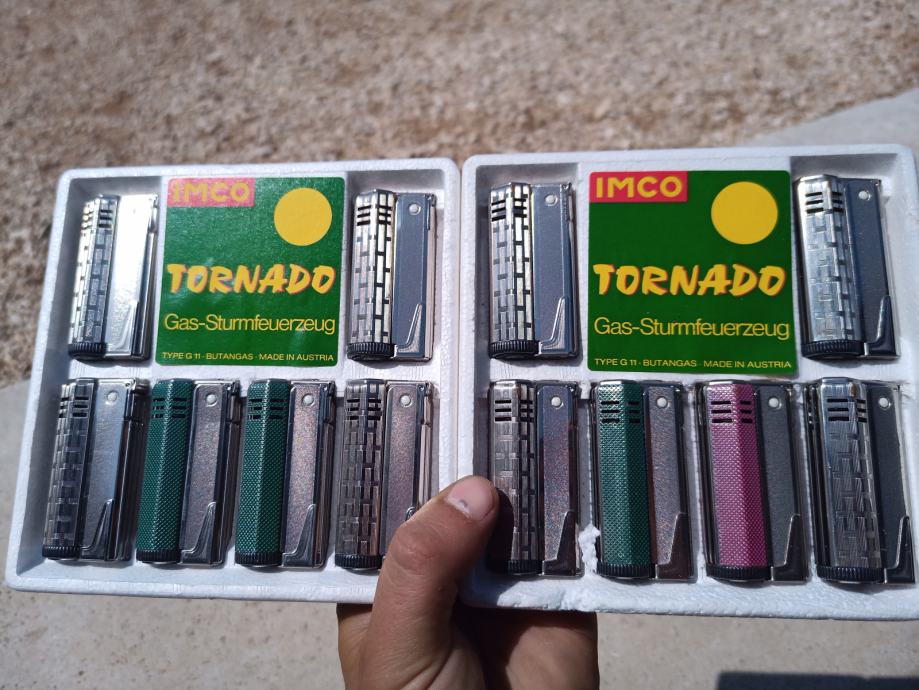 IMCO
TORNADO
Gas-Sturmfeuerzeug
TYPE G 11 · BUTANGAS · MADE IN AUSTRIA
IMCO
TORNADO
Gas-Sturmfeuerzeug
TYPE G 11 · BUTANGAS · MADE IN AUSTRIA